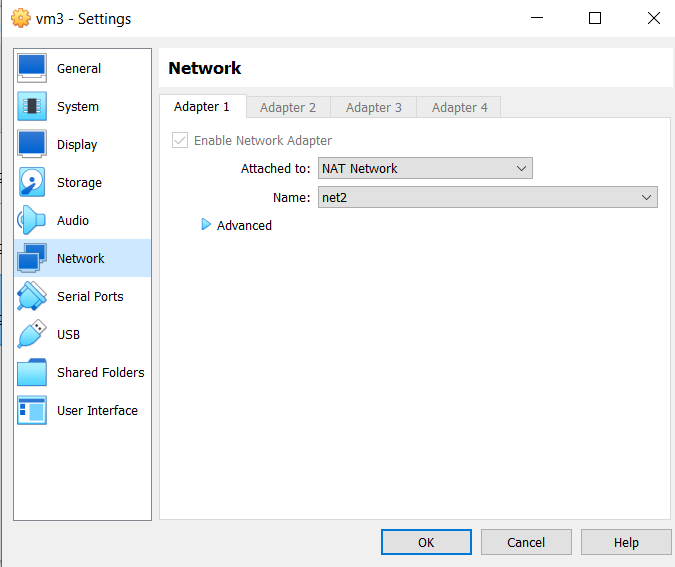 vm3 - Settings
General
System
Display
Storage
Audio
Network
Serial Ports
USB
Shared Folders
User Interface
Network
Adapter 1 Adapter 2 Adapter 3 Adapter 4
Enable Network Adapter
Attached to: NAT Network
Name: net2
Advanced
OK Cancel Help